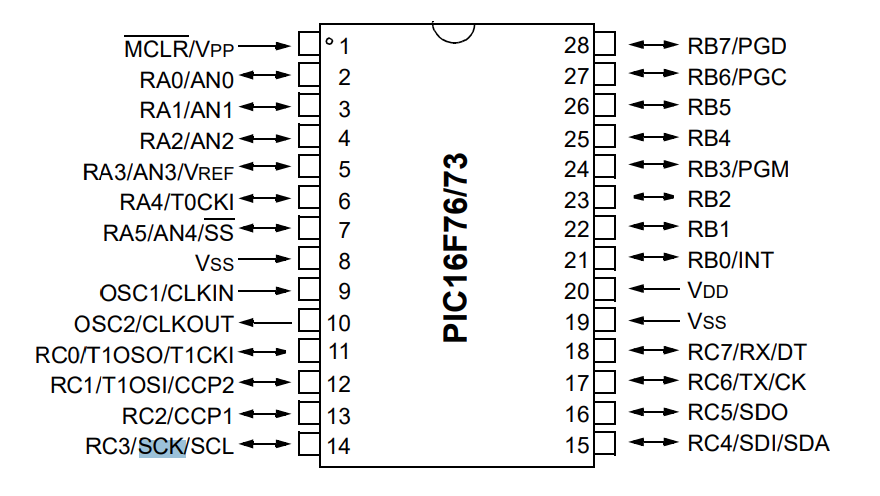 MCLR/VPP 1 28 RB7/PGD
RA0/AN0 2 27 RB6/PGC
RA1/AN1 3 26 RB5
RA2/AN2 4 25 RB4
RA3/AN3/VREF 5 24 RB3/PGM
RA4/T0CKI 6 23 RB2
RA5/AN4/SS 7 22 RB1
VSS 8 21 RB0/INT
OSC1/CLKIN 9 20 VDD
OSC2/CLKOUT 10 19 VSS
RC0/T1OSO/T1CKI 11 18 RC7/RX/DT
RC1/T1OSI/CCP2 12 17 RC6/TX/CK
RC2/CCP1 13 16 RC5/SDO
RC3/SCK/SCL 14 15 RC4/SDI/SDA
PIC16F76/73